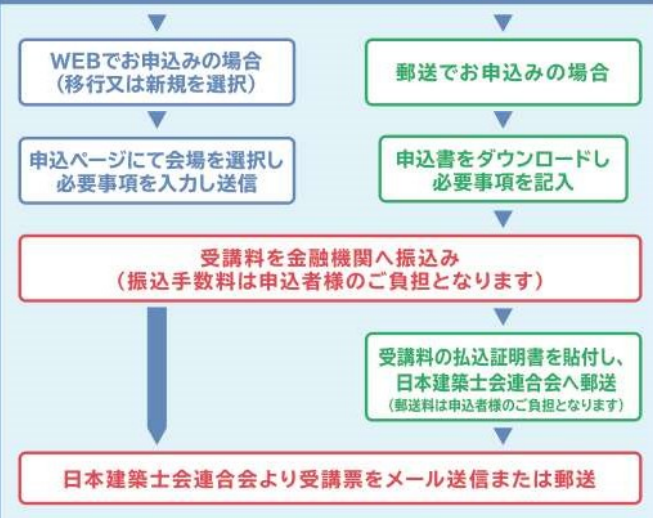 WEBでお申込みの場合
(移行又は新規を選択)
郵送でお申込みの場合
申込ページにて会場を選択し
必要事項を入力し送信
申込書をダウンロードし
必要事項を記入
受講料を金融機関へ振込み
(振込手数料は申込者様のご負担となります)
受講料の払込証明書を貼付し、
日本建築士会連合会へ郵送
(郵送料は申込者様のご負担となります)
日本建築士会連合会より受講票をメール送信または郵送